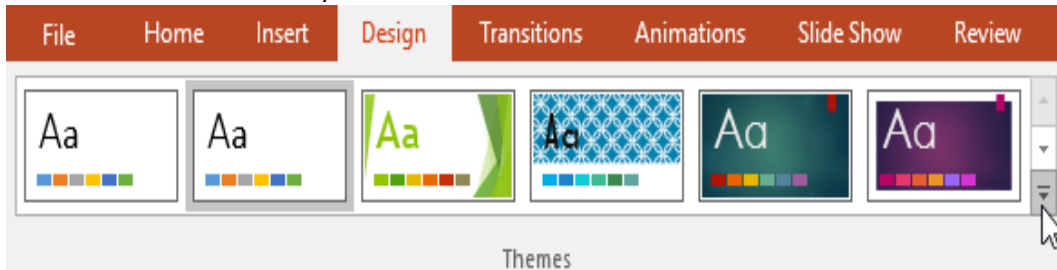 File Home Insert Design Transitions Animations Slide Show Review
Aa Aa Aa Aa Aa Aa
Themes